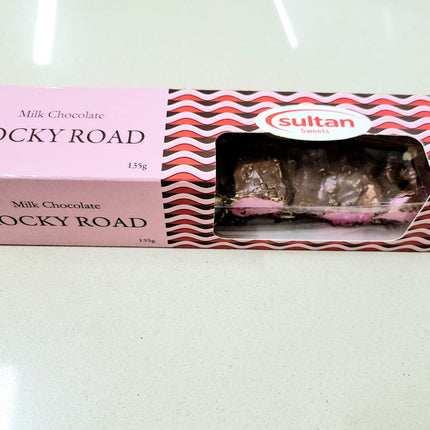 Milk Chocolate
OCKY ROAD
135g
sultan
Sweets
Milk Chocolate
OCKY ROAD
135g